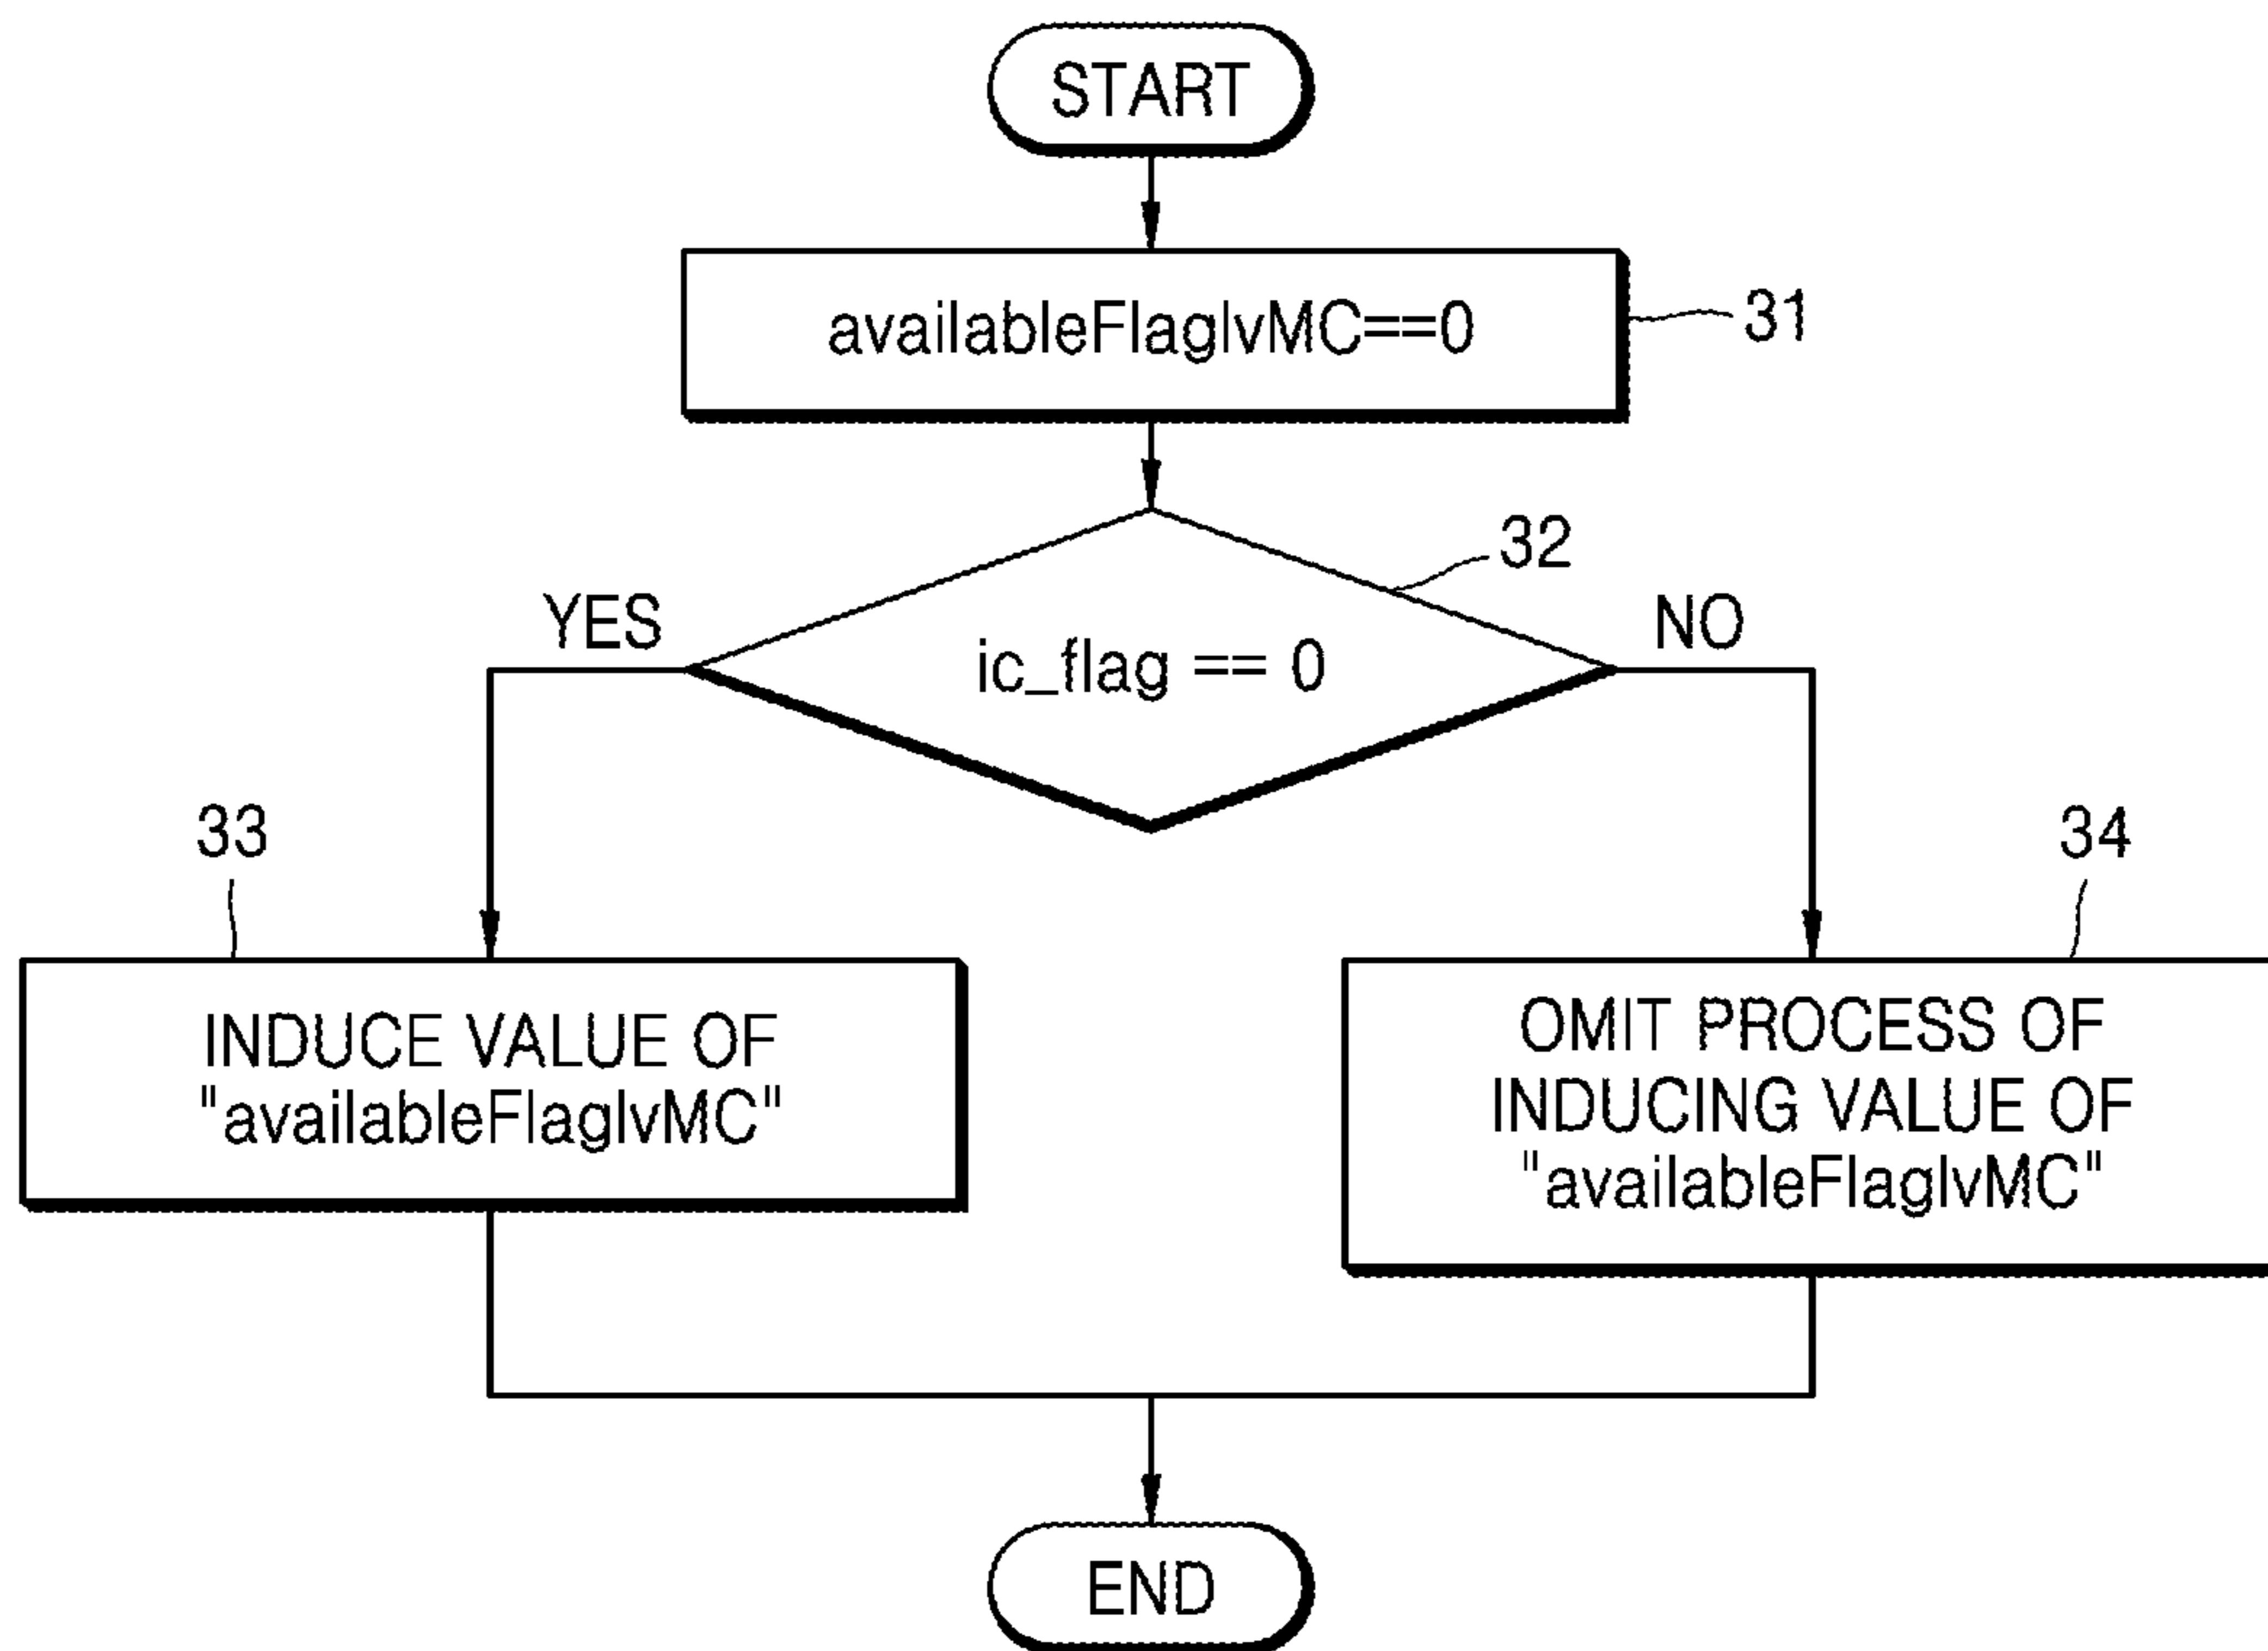 START
availableFlagIvMC==0
31
32
YES
NO
ic_flag == 0
33
34
INDUCE VALUE OF
"availableFlagIvMC"
OMIT PROCESS OF
INDUCING VALUE OF
"availableFlagIvMC"
END